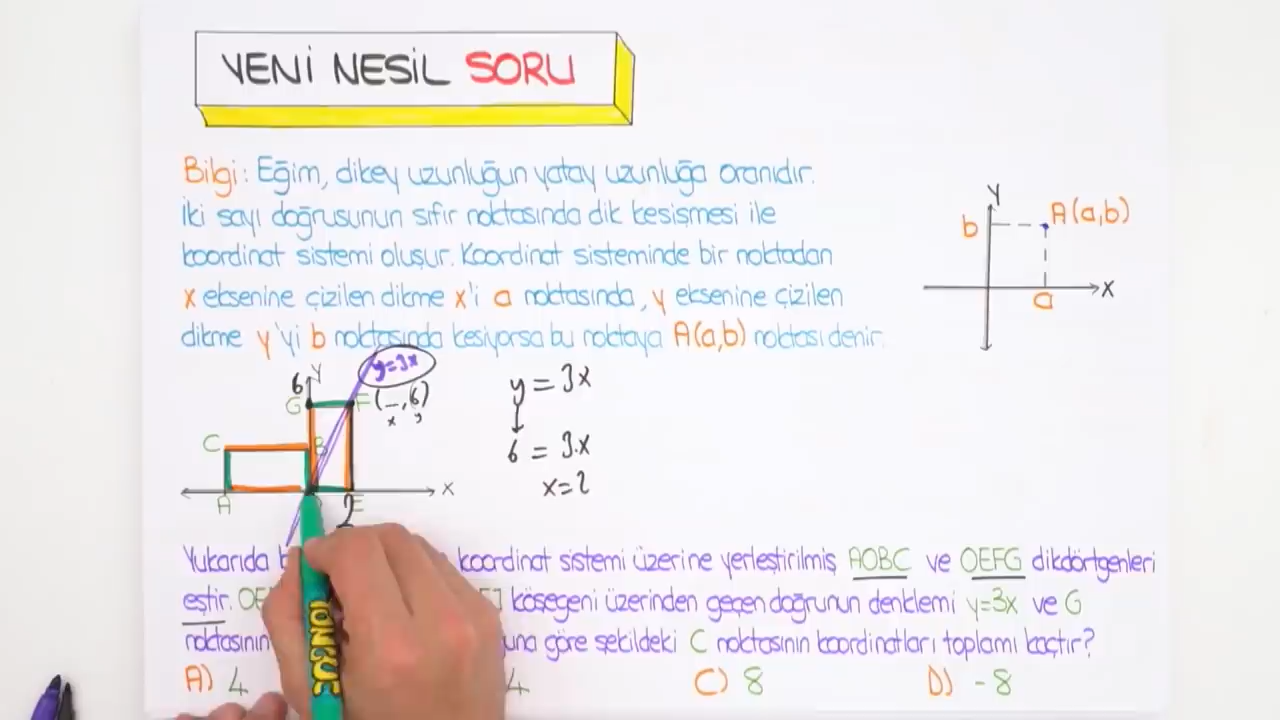 YENİ NESİL SORU
Bilgi: Eğim, dikey uzunluğun yatay uzunluğa oranıdır.
İki sayı doğrusunun sıfır noktasında dik kesişmesi ile
koordinat sistemi oluşur. Koordinat sisteminde bir noktadan
x eksenine çizilen dikme x'i a noktasında, y eksenine çizilen
dikme y'yi b noktasında kesiyorsa bu noktaya A(a,b) noktası denir.
Y
b
A(a,b)
a
X
6 Y
y=3x
G
F
(_,6)
x y
C
B
A
2
E
X
y = 3x
6 = 3.x
x=2
Yukarıda koordinat sistemi üzerine yerleştirilmiş AOBC ve OEFG dikdörtgenleri
eştir. köşegeni üzerinden geçen doğrunun denklemi y=3x ve G
noktasının göre şekildeki C noktasının koordinatları toplamı kaçtır?
A) 4
4
C) 8
D) -8